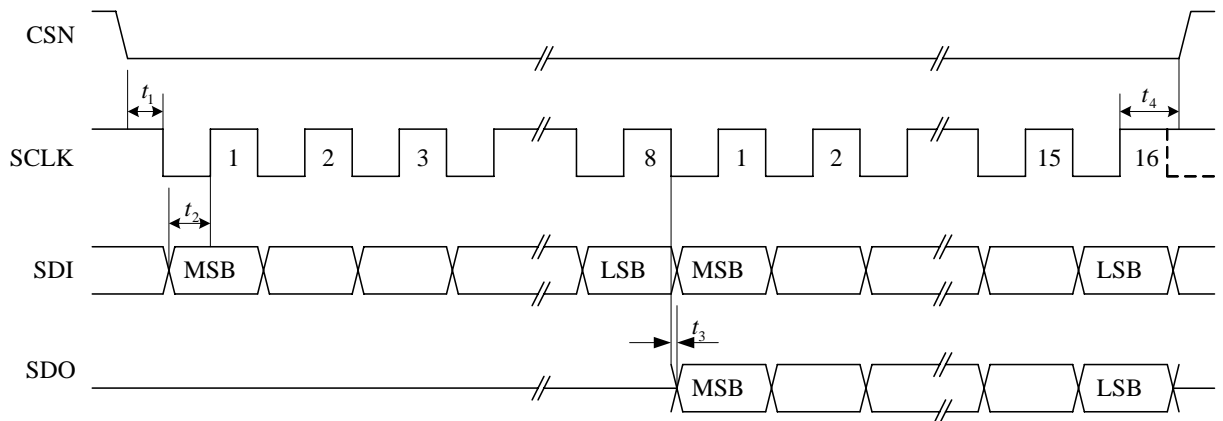 CSN
t1
t4
SCLK
1 2 3 8 1 2 15 16
t2
SDI
MSB LSB MSB LSB
t3
SDO
MSB LSB